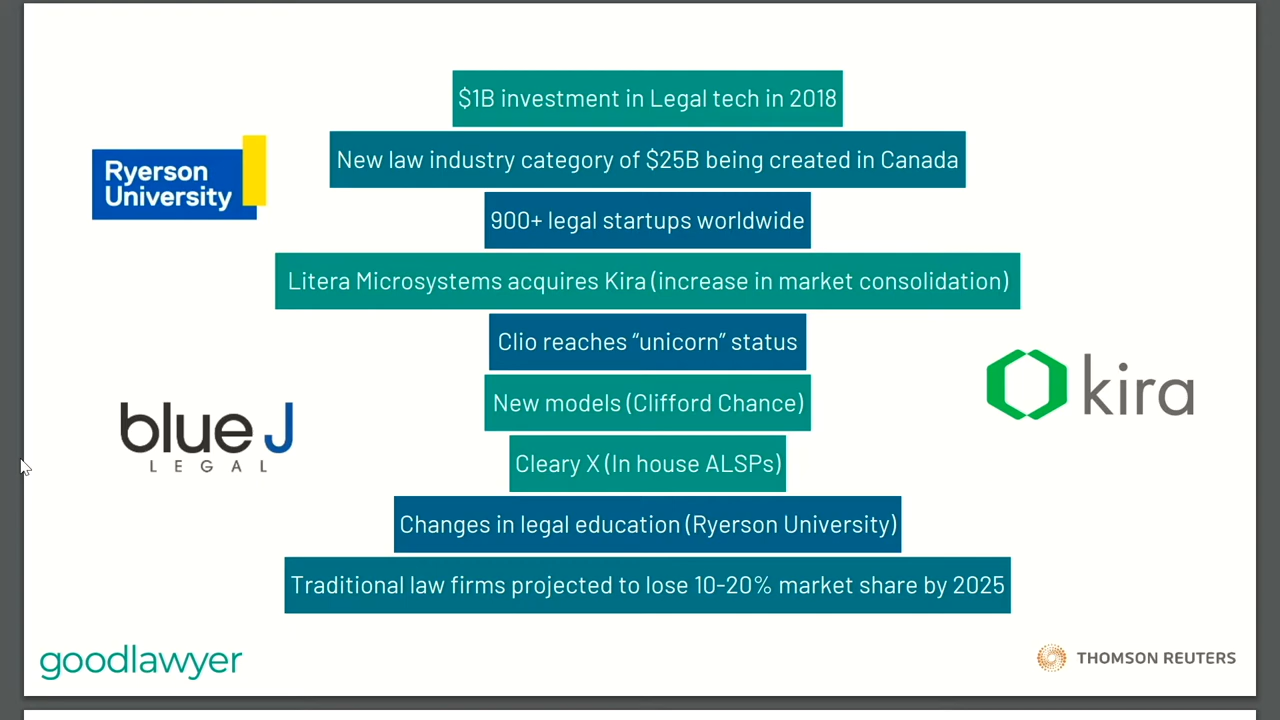 $1B investment in Legal tech in 2018
New law industry category of $25B being created in Canada
Ryerson
University
900+ legal startups worldwide
Litera Microsystems acquires Kira (increase in market consolidation)
Clio reaches “unicorn” status
kira
New models (Clifford Chance)
blue J
LEGAL
Cleary X (In house ALSPs)
Changes in legal education (Ryerson University)
Traditional law firms projected to lose 10-20% market share by 2025
goodlawyer
THOMSON REUTERS